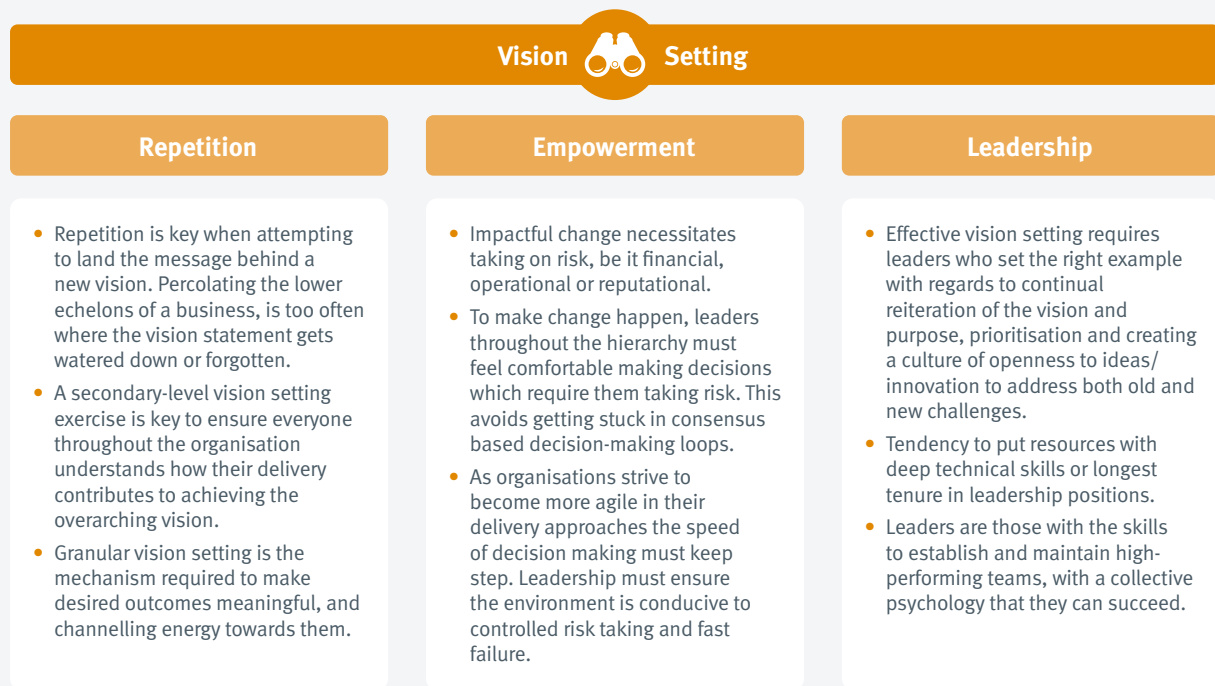 Vision Setting
Repetition
• Repetition is key when attempting
to land the message behind a
new vision. Percolating the lower
echelons of a business, is too often
where the vision statement gets
watered down or forgotten.
• A secondary-level vision setting
exercise is key to ensure everyone
throughout the organisation
understands how their delivery
contributes to achieving the
overarching vision.
• Granular vision setting is the
mechanism required to make
desired outcomes meaningful, and
channelling energy towards them.
Empowerment
• Impactful change necessitates
taking on risk, be it financial,
operational or reputational.
• To make change happen, leaders
throughout the hierarchy must
feel comfortable making decisions
which require them taking risk. This
avoids getting stuck in consensus
based decision-making loops.
• As organisations strive to
become more agile in their
delivery approaches the speed
of decision making must keep
step. Leadership must ensure
the environment is conducive to
controlled risk taking and fast
failure.
Leadership
• Effective vision setting requires
leaders who set the right example
with regards to continual
reiteration of the vision and
purpose, prioritisation and creating
a culture of openness to ideas/
innovation to address both old and
new challenges.
• Tendency to put resources with
deep technical skills or longest
tenure in leadership positions.
• Leaders are those with the skills
to establish and maintain high-
performing teams, with a collective
psychology that they can succeed.